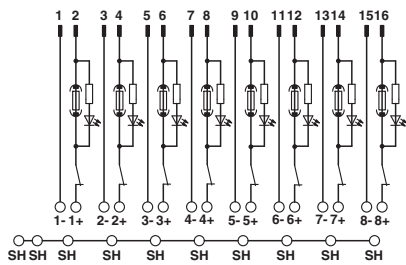 1 2 3 4 5 6 7 8 9 10 11 12 13 14 15 16
1- 1+ 2- 2+ 3- 3+ 4- 4+ 5- 5+ 6- 6+ 7- 7+ 8- 8+
SH SH SH SH SH SH SH SH SH SH